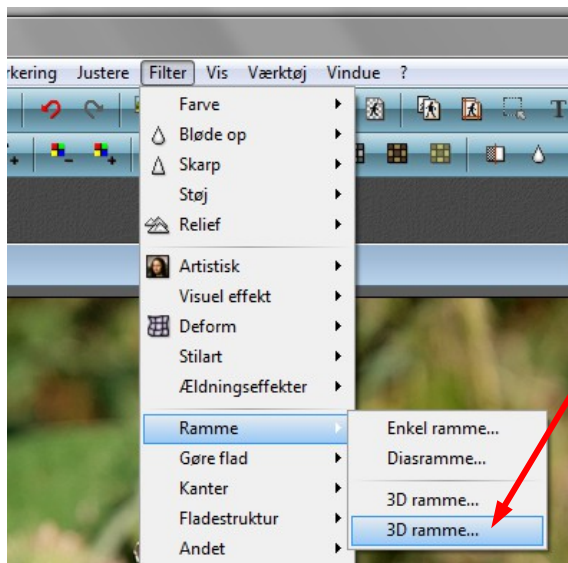 rkering Justere Filter Vis Værktøj Vindue ?
T
Farve
Bløde op
Skarp
Støj
Relief
Artistisk
Visuel effekt
Deform
Stilart
Ældningseffekter
Ramme
Gøre flad
Kanter
Fladestruktur
Andet
Enkel ramme...
Diasramme...
3D ramme...
3D ramme...